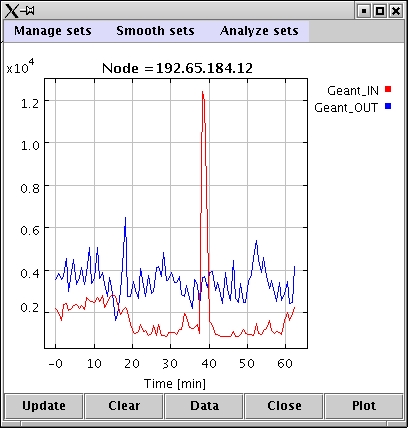 Manage sets Smooth sets Analyze sets
x10⁴
Node =192.65.184.12
Geant_IN
Geant_OUT
1.2
1.0
0.8
0.6
0.4
0.2
−0 10 20 30 40 50 60
Time [min]
Update Clear Data Close Plot